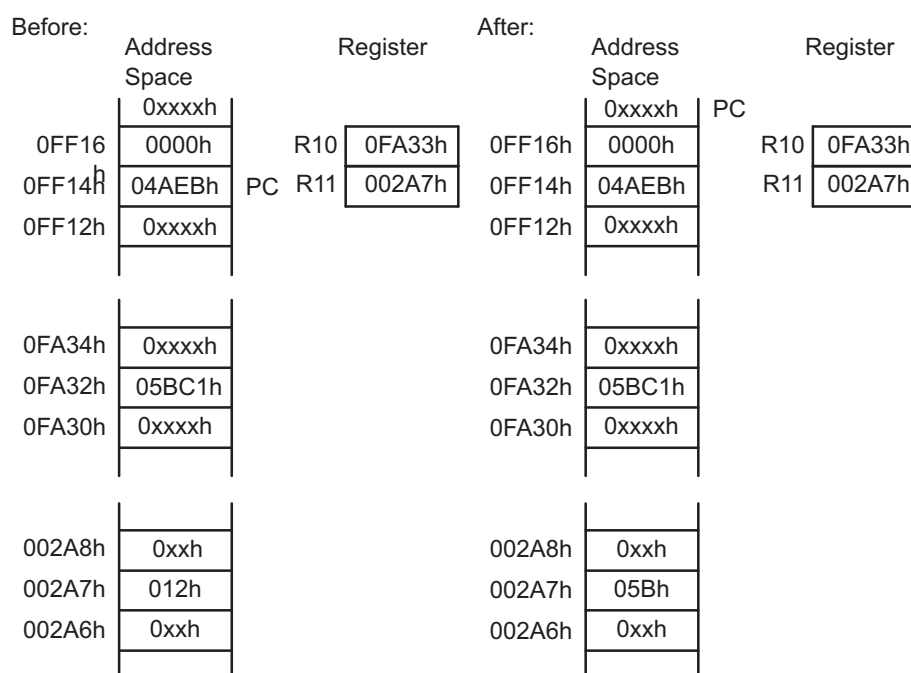 Before:
Address Space
Register
0xxxxh
0FF16h
0000h
R10
0FA33h
0FF14h
04AEBh
PC
R11
002A7h
0FF12h
0xxxxh
0FA34h
0xxxxh
0FA32h
05BC1h
0FA30h
0xxxxh
002A8h
0xxh
002A7h
012h
002A6h
0xxh
After:
Address Space
Register
0xxxxh
PC
0FF16h
0000h
R10
0FA33h
0FF14h
04AEBh
R11
002A7h
0FF12h
0xxxxh
0FA34h
0xxxxh
0FA32h
05BC1h
0FA30h
0xxxxh
002A8h
0xxh
002A7h
05Bh
002A6h
0xxh